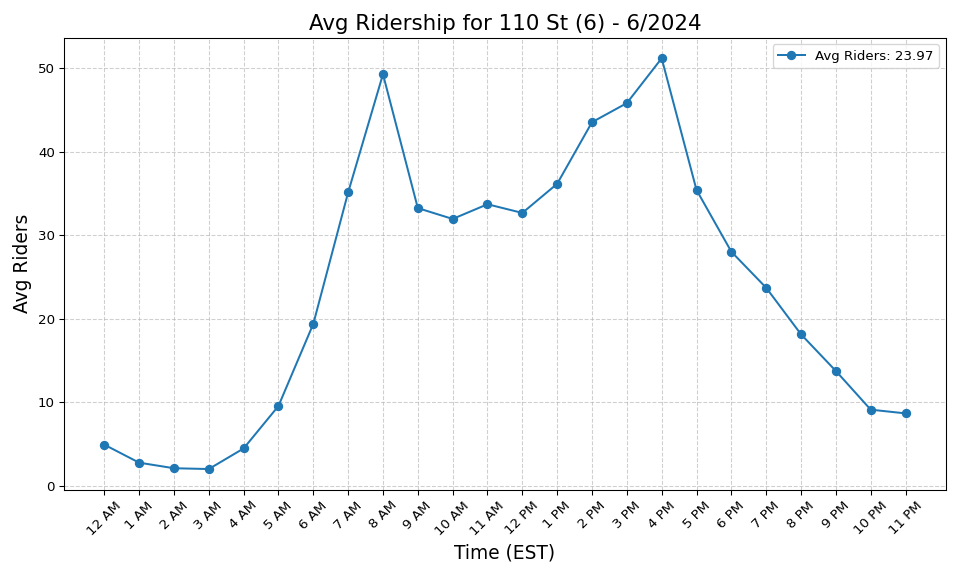 Avg Ridership for 110 St (6) - 6/2024
Avg Riders: 23.97
Avg Riders
50
40
30
20
10
0
12 AM
1 AM
2 AM
3 AM
4 AM
5 AM
6 AM
7 AM
8 AM
9 AM
10 AM
11 AM
12 PM
1 PM
2 PM
3 PM
4 PM
5 PM
6 PM
7 PM
8 PM
9 PM
10 PM
11 PM
Time (EST)